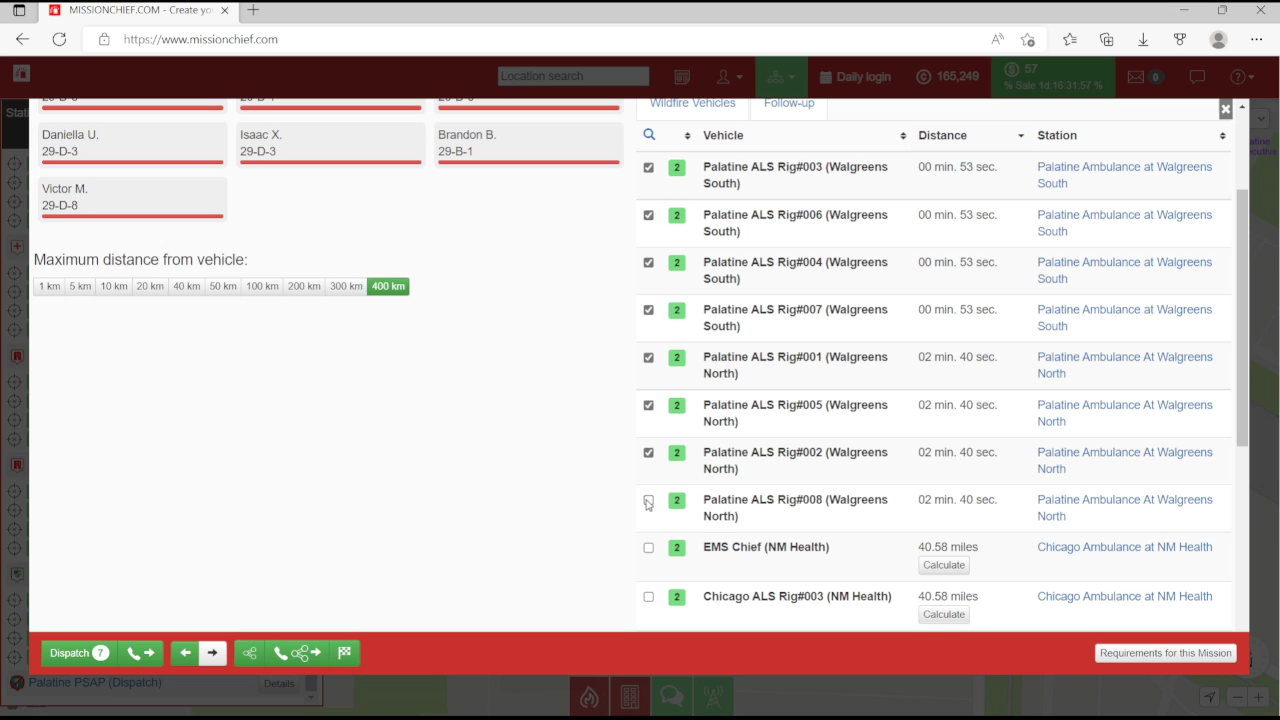 MISSIONCHIEF.COM - Create yo
https://www.missionchief.com
Location search
Daily login
165,249
57
% Sale 1d 16:31:57 %
0
Stati
Wildfire Vehicles
Follow-up
Daniella U.
29-D-3
Isaac X.
29-D-3
Brandon B.
29-B-1
Victor M.
29-D-8
Maximum distance from vehicle:
1 km 5 km 10 km 20 km 40 km 50 km 100 km 200 km 300 km 400 km
Vehicle Distance Station
2 Palatine ALS Rig#003 (Walgreens 00 min. 53 sec. Palatine Ambulance at Walgreens
South) South
2 Palatine ALS Rig#006 (Walgreens 00 min. 53 sec. Palatine Ambulance at Walgreens
South) South
2 Palatine ALS Rig#004 (Walgreens 00 min. 53 sec. Palatine Ambulance at Walgreens
South) South
2 Palatine ALS Rig#007 (Walgreens 00 min. 53 sec. Palatine Ambulance at Walgreens
South) South
2 Palatine ALS Rig#001 (Walgreens 02 min. 40 sec. Palatine Ambulance At Walgreens
North) North
2 Palatine ALS Rig#005 (Walgreens 02 min. 40 sec. Palatine Ambulance At Walgreens
North) North
2 Palatine ALS Rig#002 (Walgreens 02 min. 40 sec. Palatine Ambulance At Walgreens
North) North
2 Palatine ALS Rig#008 (Walgreens 02 min. 40 sec. Palatine Ambulance At Walgreens
North) North
2 EMS Chief (NM Health) 40.58 miles Chicago Ambulance at NM Health
Calculate
2 Chicago ALS Rig#003 (NM Health) 40.58 miles Chicago Ambulance at NM Health
Calculate
Dispatch 7
Requirements for this Mission
Palatine PSAP (Dispatch)
Details